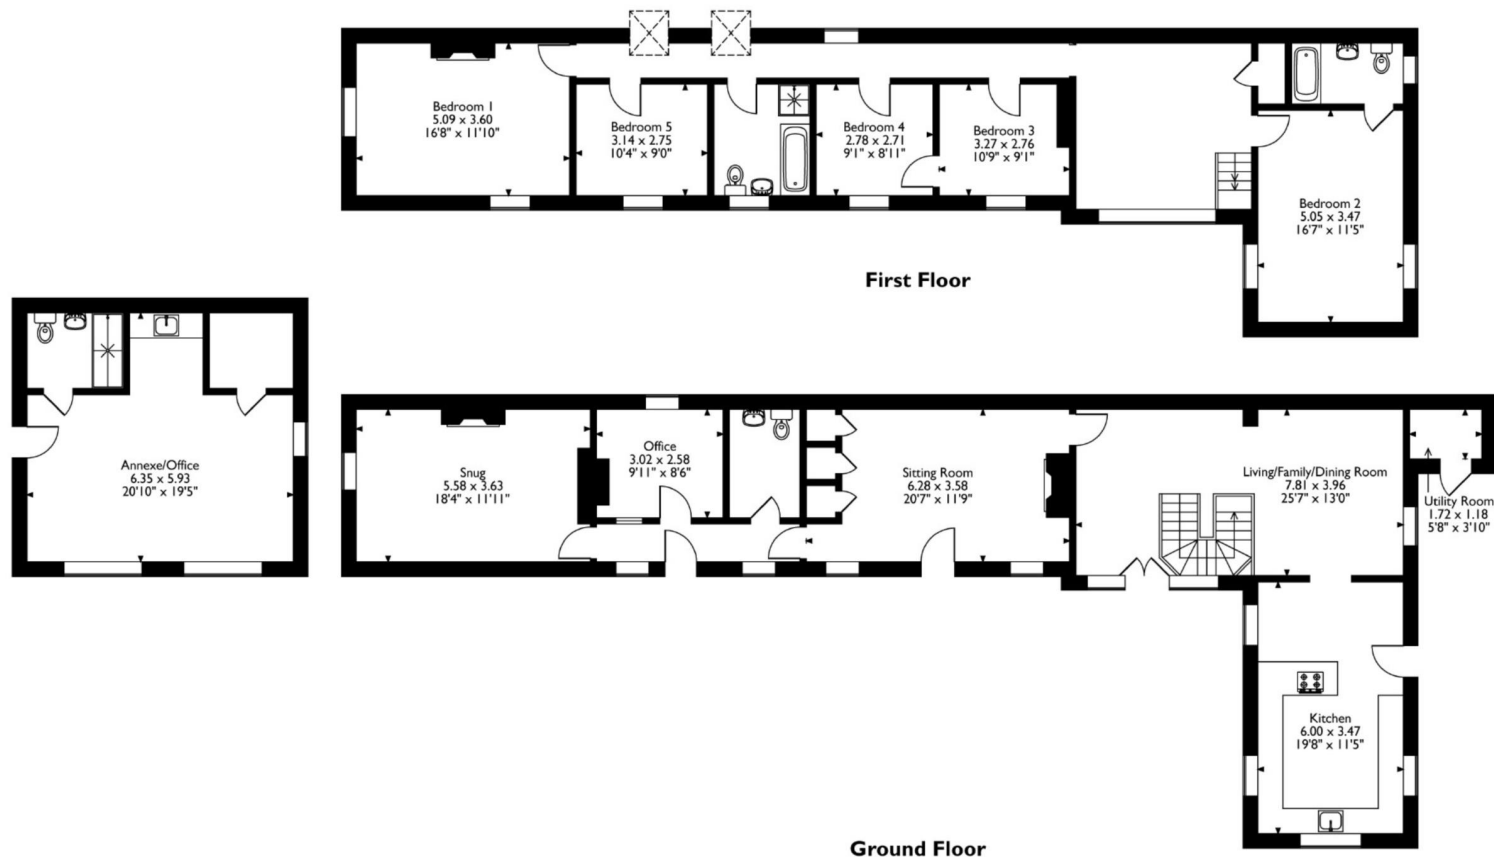 Bedroom 1
5.09 x 3.60
16'8" x 11'10"
Bedroom 5
3.14 x 2.75
10'4" x 9'0"
Bedroom 4
2.78 x 2.71
9'1" x 8'11"
Bedroom 3
3.27 x 2.76
10'9" x 9'1"
Bedroom 2
5.05 x 3.47
16'7" x 11'5"
First Floor
Annexe/Office
6.35 x 5.93
20'10" x 19'5"
Snug
5.58 x 3.63
18'4" x 11'11"
Office
3.02 x 2.58
9'11" x 8'6"
Sitting Room
6.28 x 3.58
20'7" x 11'9"
Living/Family/Dining Room
7.81 x 3.96
25'7" x 13'0"
Utility Room
1.72 x 1.18
5'8" x 3'10"
Kitchen
6.00 x 3.47
19'8" x 11'5"
Ground Floor